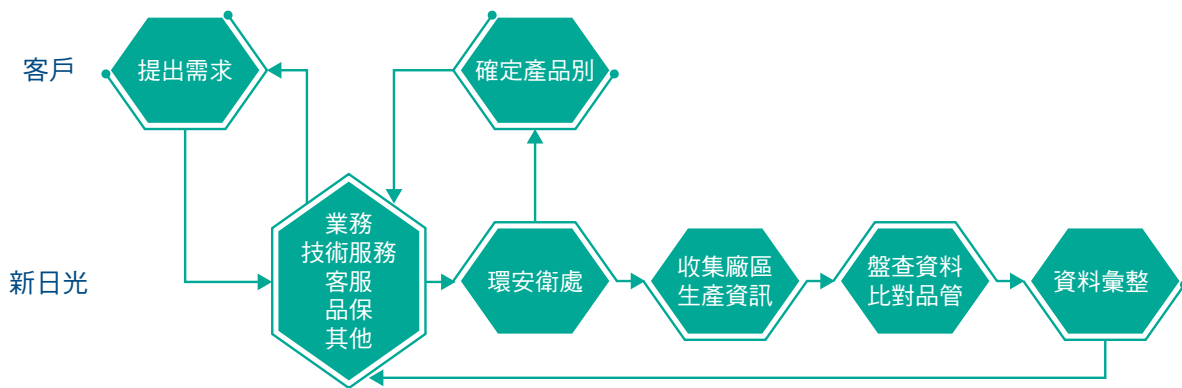 客戶
提出需求
確定產品別
新日光
業務
技術服務
客服
品保
其他
環安衛處
收集廠區
生產資訊
盤查資料
比對品管
資料彙整